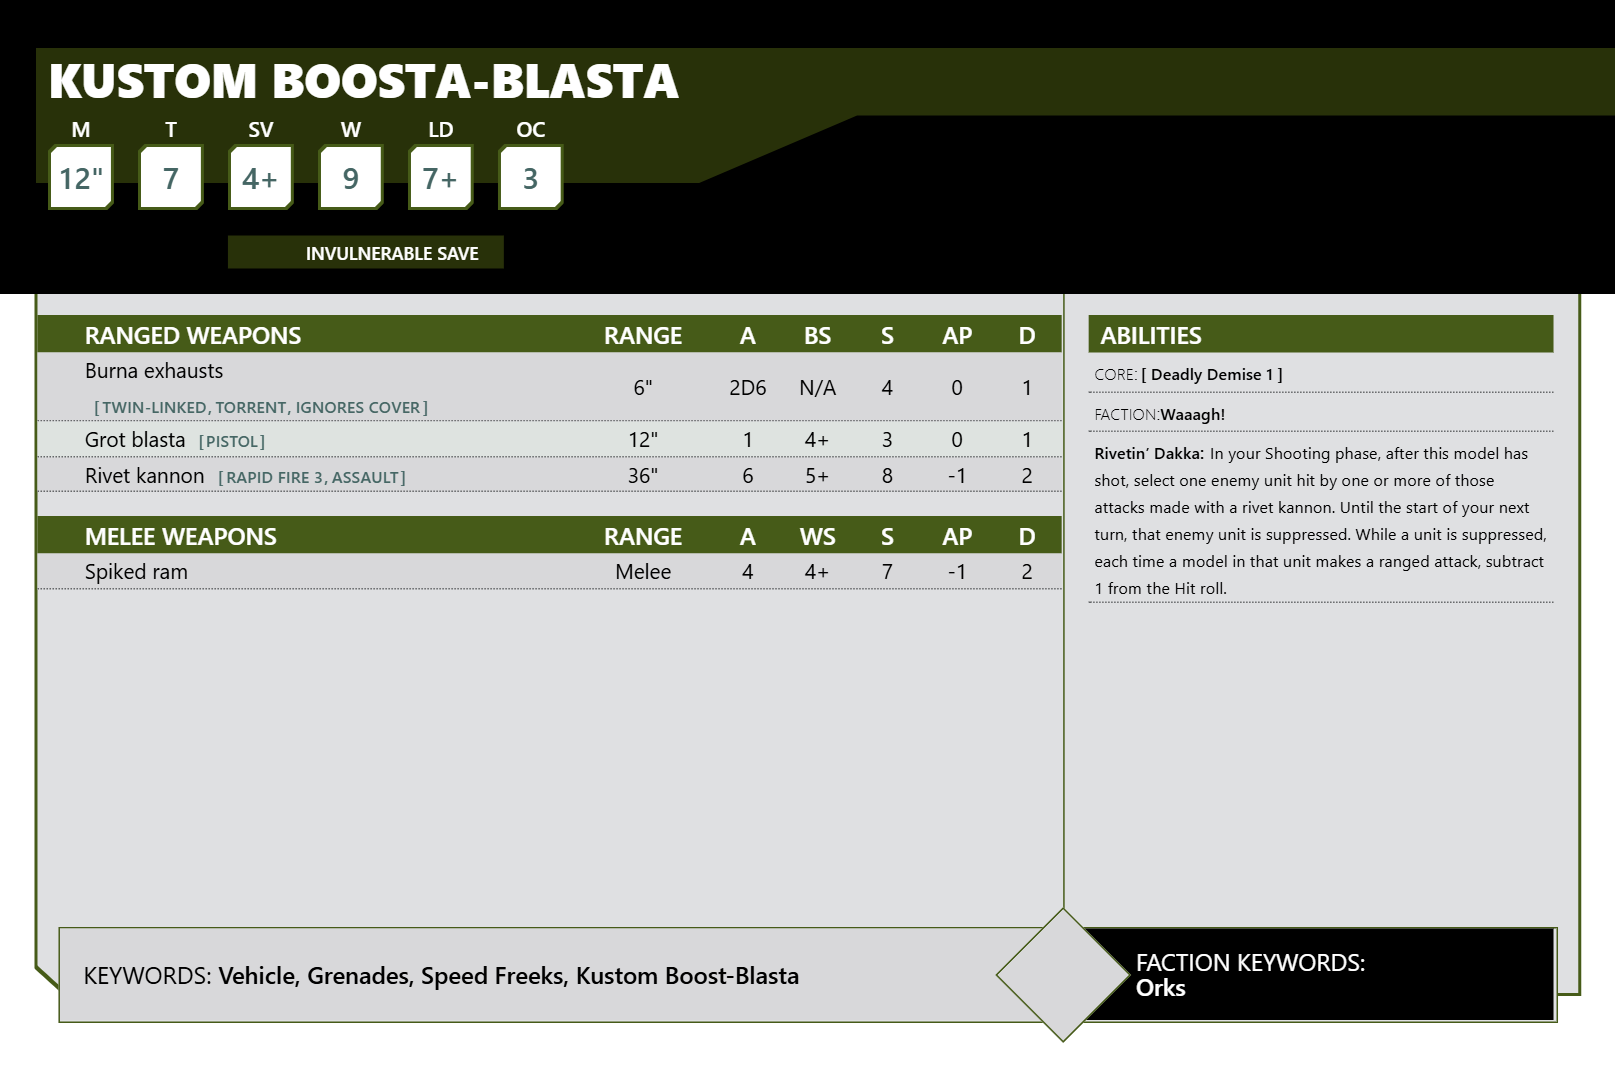 KUSTOM BOOSTA-BLASTA
M T SV W LD OC
12" 7 4+ 9 7+ 3
INVULNERABLE SAVE
RANGED WEAPONS RANGE A BS S AP D
Burna exhausts
[TWIN-LINKED, TORRENT, IGNORES COVER] 6" 2D6 N/A 4 0 1
Grot blasta [PISTOL] 12" 1 4+ 3 0 1
Rivet kannon [RAPID FIRE 3, ASSAULT] 36" 6 5+ 8 -1 2
MELEE WEAPONS RANGE A WS S AP D
Spiked ram Melee 4 4+ 7 -1 2
ABILITIES
CORE: [ Deadly Demise 1 ]
FACTION:Waaagh!
Rivetin’ Dakka: In your Shooting phase, after this model has
shot, select one enemy unit hit by one or more of those
attacks made with a rivet kannon. Until the start of your next
turn, that enemy unit is suppressed. While a unit is suppressed,
each time a model in that unit makes a ranged attack, subtract
1 from the Hit roll.
KEYWORDS: Vehicle, Grenades, Speed Freeks, Kustom Boost-Blasta
FACTION KEYWORDS:
Orks